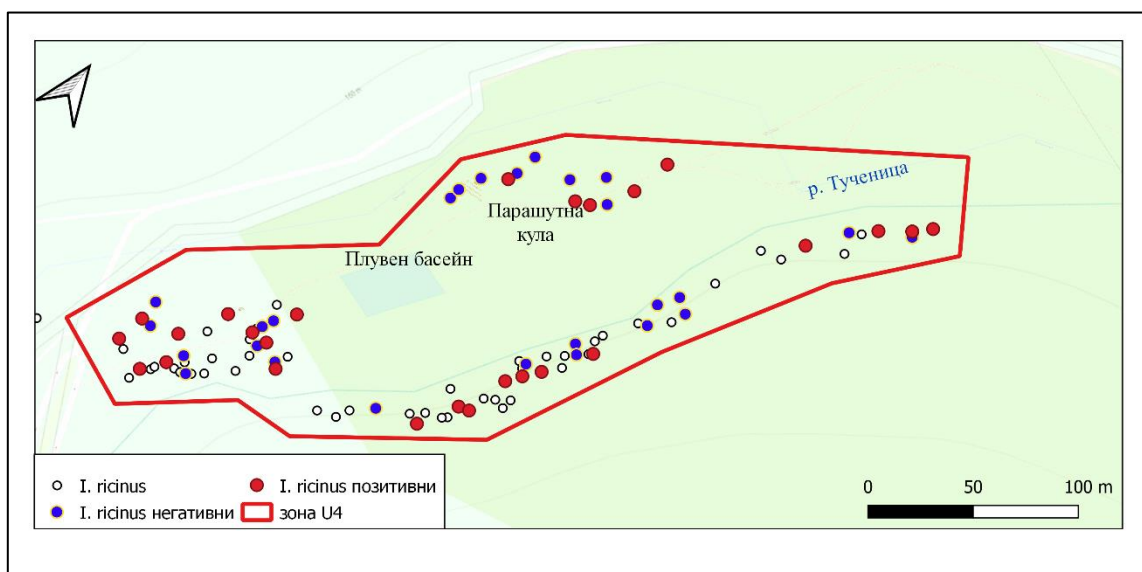 р. Тученица
Парашутна
кула
Плувен басейн
I. ricinus
I. ricinus позитивни
I. ricinus негативни
зона U4
0 50 100 m